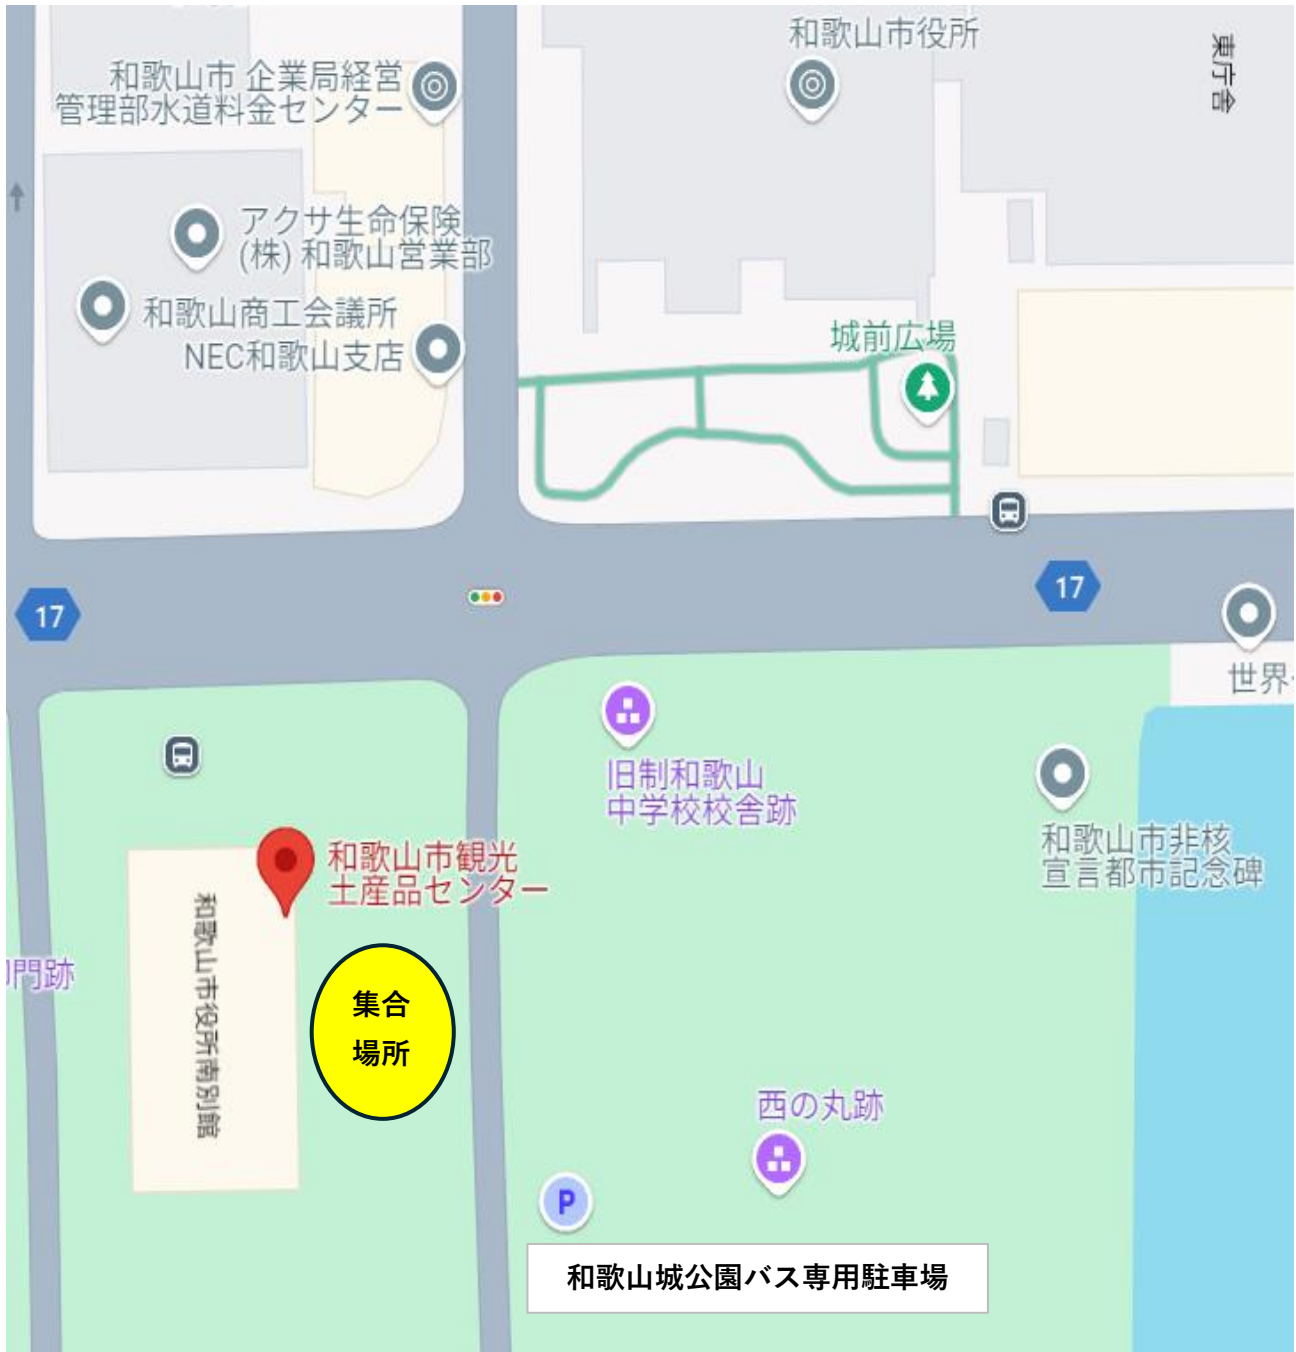 和歌山市役所
東庁舎
和歌山市 企業局経営
管理部水道料金センター
アクサ生命保険
(株) 和歌山営業部
和歌山商工会議所
NEC和歌山支店
城前広場
17
17
世界
旧制和歌山
中学校校舎跡
和歌山市非核
宣言都市記念碑
和歌山市観光
土産品センター
和歌山市役所南別館
門跡
集合
場所
西の丸跡
P
和歌山城公園バス専用駐車場